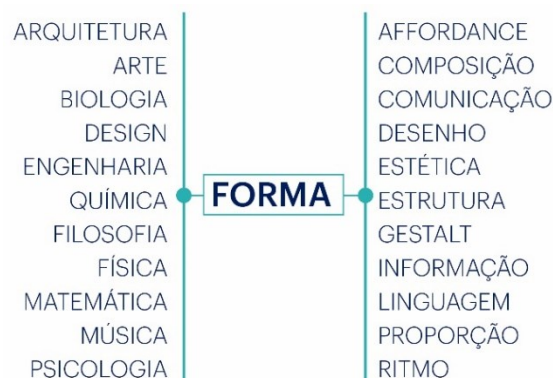 ARQUITETURA
ARTE
BIOLOGIA
DESIGN
ENGENHARIA
QUÍMICA
FILOSOFIA
FÍSICA
MATEMÁTICA
MÚSICA
PSICOLOGIA
FORMA
AFFORDANCE
COMPOSIÇÃO
COMUNICAÇÃO
DESENHO
ESTÉTICA
ESTRUTURA
GESTALT
INFORMAÇÃO
LINGUAGEM
PROPORÇÃO
RITMO